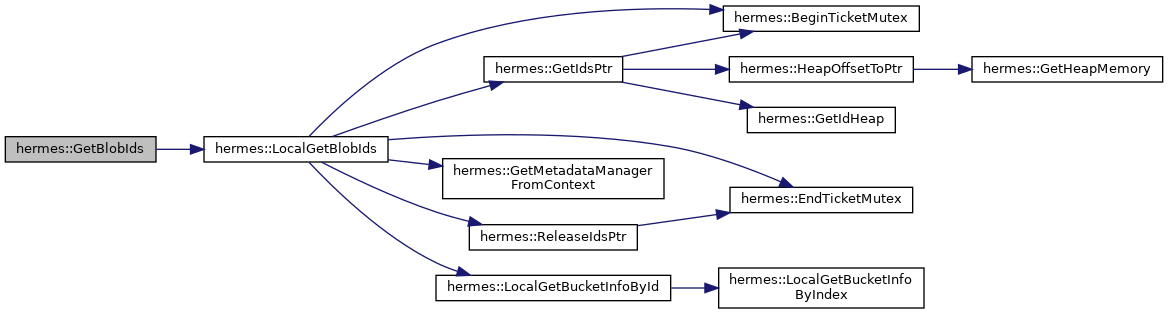 hermes::GetBlobIds
hermes::LocalGetBlobIds
hermes::BeginTicketMutex
hermes::GetIdsPtr
hermes::HeapOffsetToPtr
hermes::GetHeapMemory
hermes::GetIdHeap
hermes::GetMetadataManager
FromContext
hermes::EndTicketMutex
hermes::ReleaseIdsPtr
hermes::LocalGetBucketInfoById
hermes::LocalGetBucketInfo
ByIndex